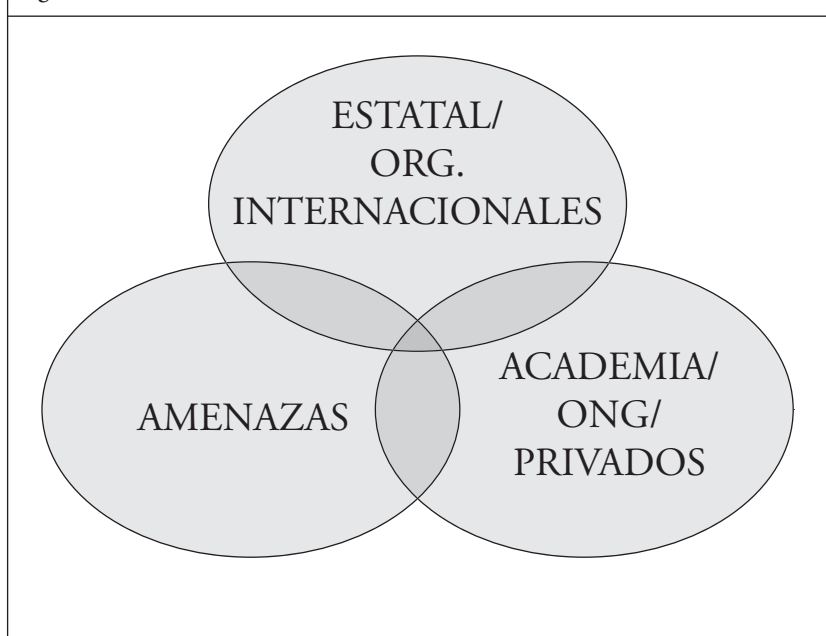 ESTATAL/
ORG.
INTERNACIONALES
AMENAZAS
ACADEMIA/
ONG/
PRIVADOS